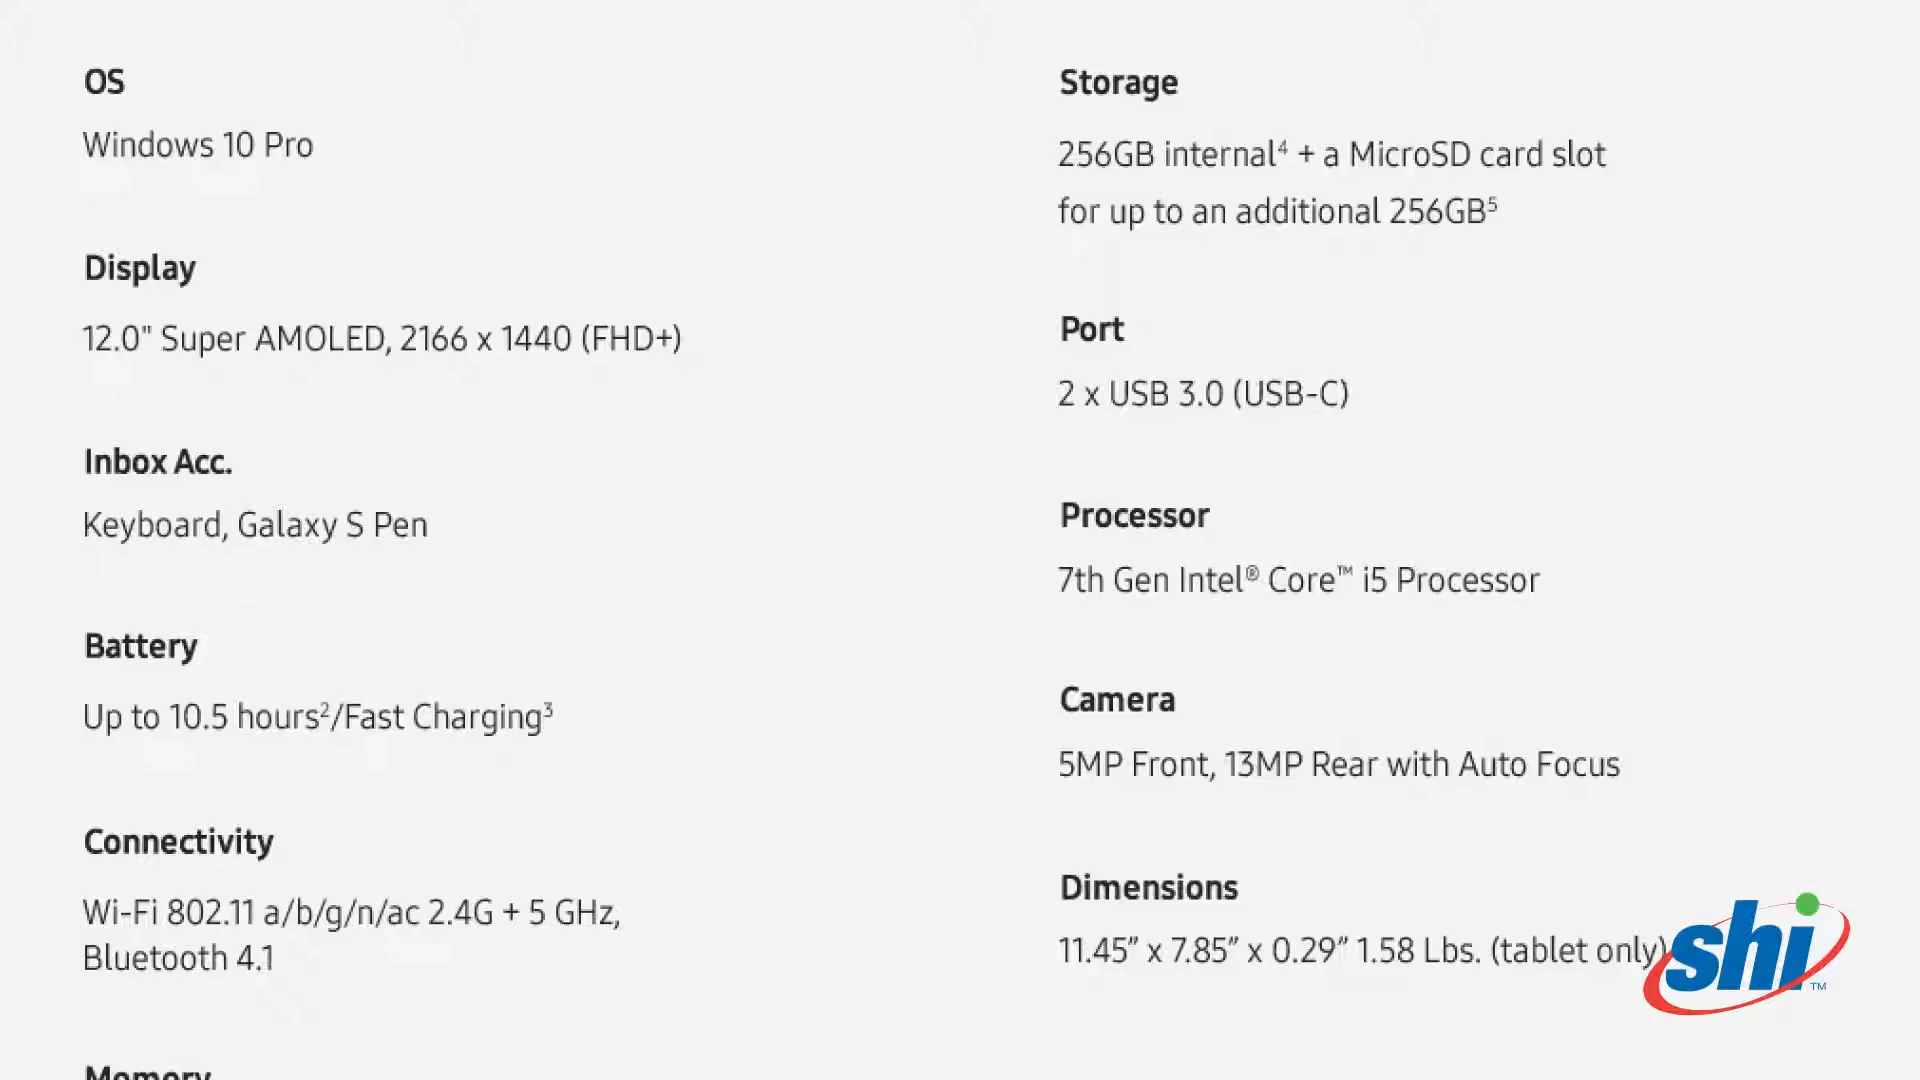 OS
Windows 10 Pro
Display
12.0" Super AMOLED, 2166 x 1440 (FHD+)
Inbox Acc.
Keyboard, Galaxy S Pen
Battery
Up to 10.5 hours²/Fast Charging³
Connectivity
Wi-Fi 802.11 a/b/g/n/ac 2.4G + 5 GHz,
Bluetooth 4.1
Memory
Storage
256GB internal⁴ + a MicroSD card slot
for up to an additional 256GB⁵
Port
2 x USB 3.0 (USB-C)
Processor
7th Gen Intel® Core™ i5 Processor
Camera
5MP Front, 13MP Rear with Auto Focus
Dimensions
11.45” x 7.85” x 0.29” 1.58 Lbs. (tablet only)
shi™